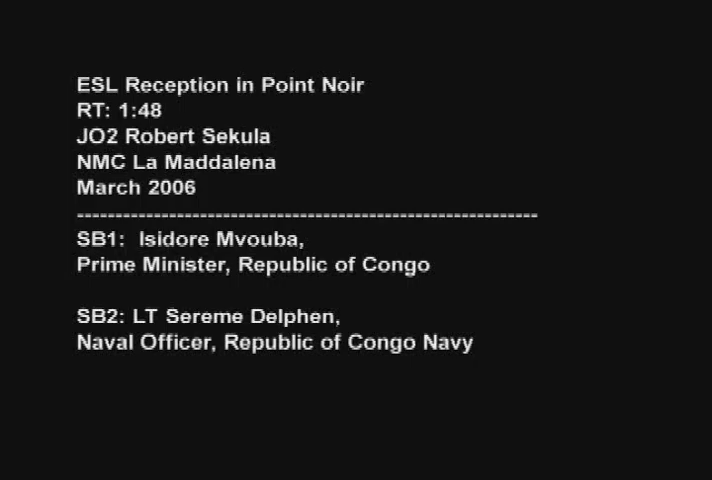 ESL Reception in Point Noir
RT: 1:48
JO2 Robert Sekula
NMC La Maddalena
March 2006
------------------------------------------------------------
SB1:  Isidore Mvouba,
Prime Minister, Republic of Congo
SB2: LT Sereme Delphen,
Naval Officer, Republic of Congo Navy